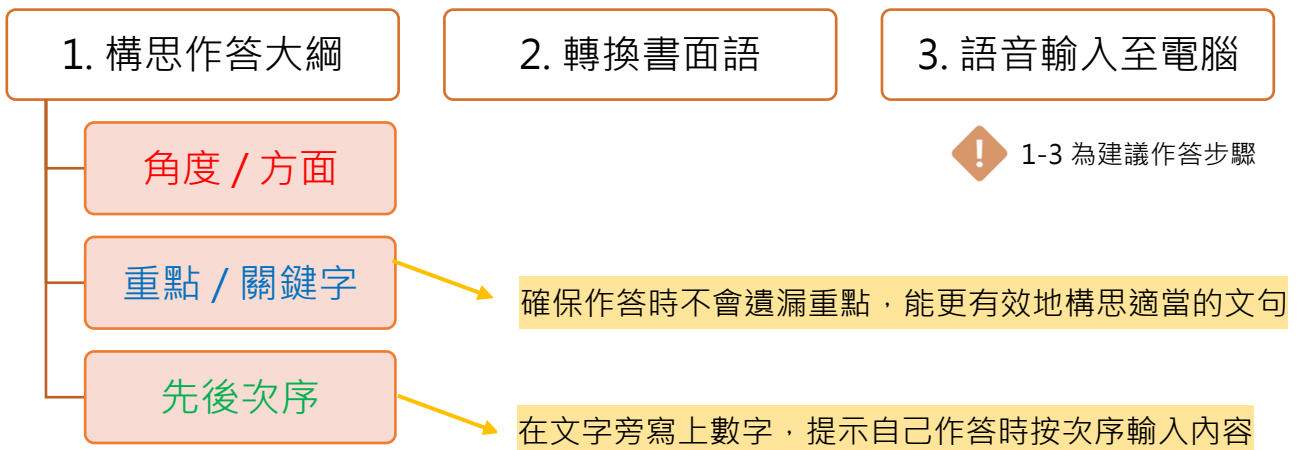 1. 構思作答大綱
2. 轉換書面語
3. 語音輸入至電腦
角度 / 方面
! 1-3 為建議作答步驟
重點 / 關鍵字
確保作答時不會遺漏重點，能更有效地構思適當的文句
先後次序
在文字旁寫上數字，提示自己作答時按次序輸入內容